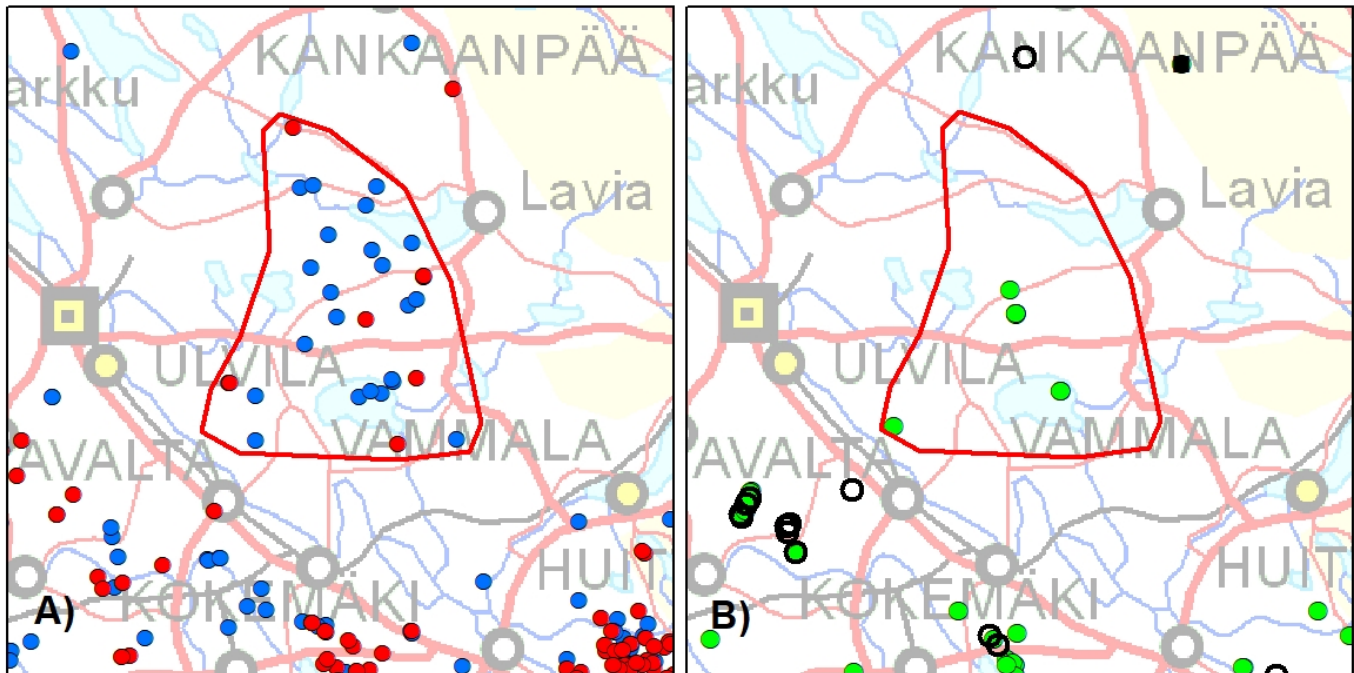 KANKAANPÄÄ
arkku
Lavia
ULVILA
VAMMALA
AVALTA
HUIT
KOKEMÄKI
A)
KANKAANPÄÄ
arkku
Lavia
ULVILA
VAMMALA
AVALTA
HUIT
KOKEMÄKI
B)